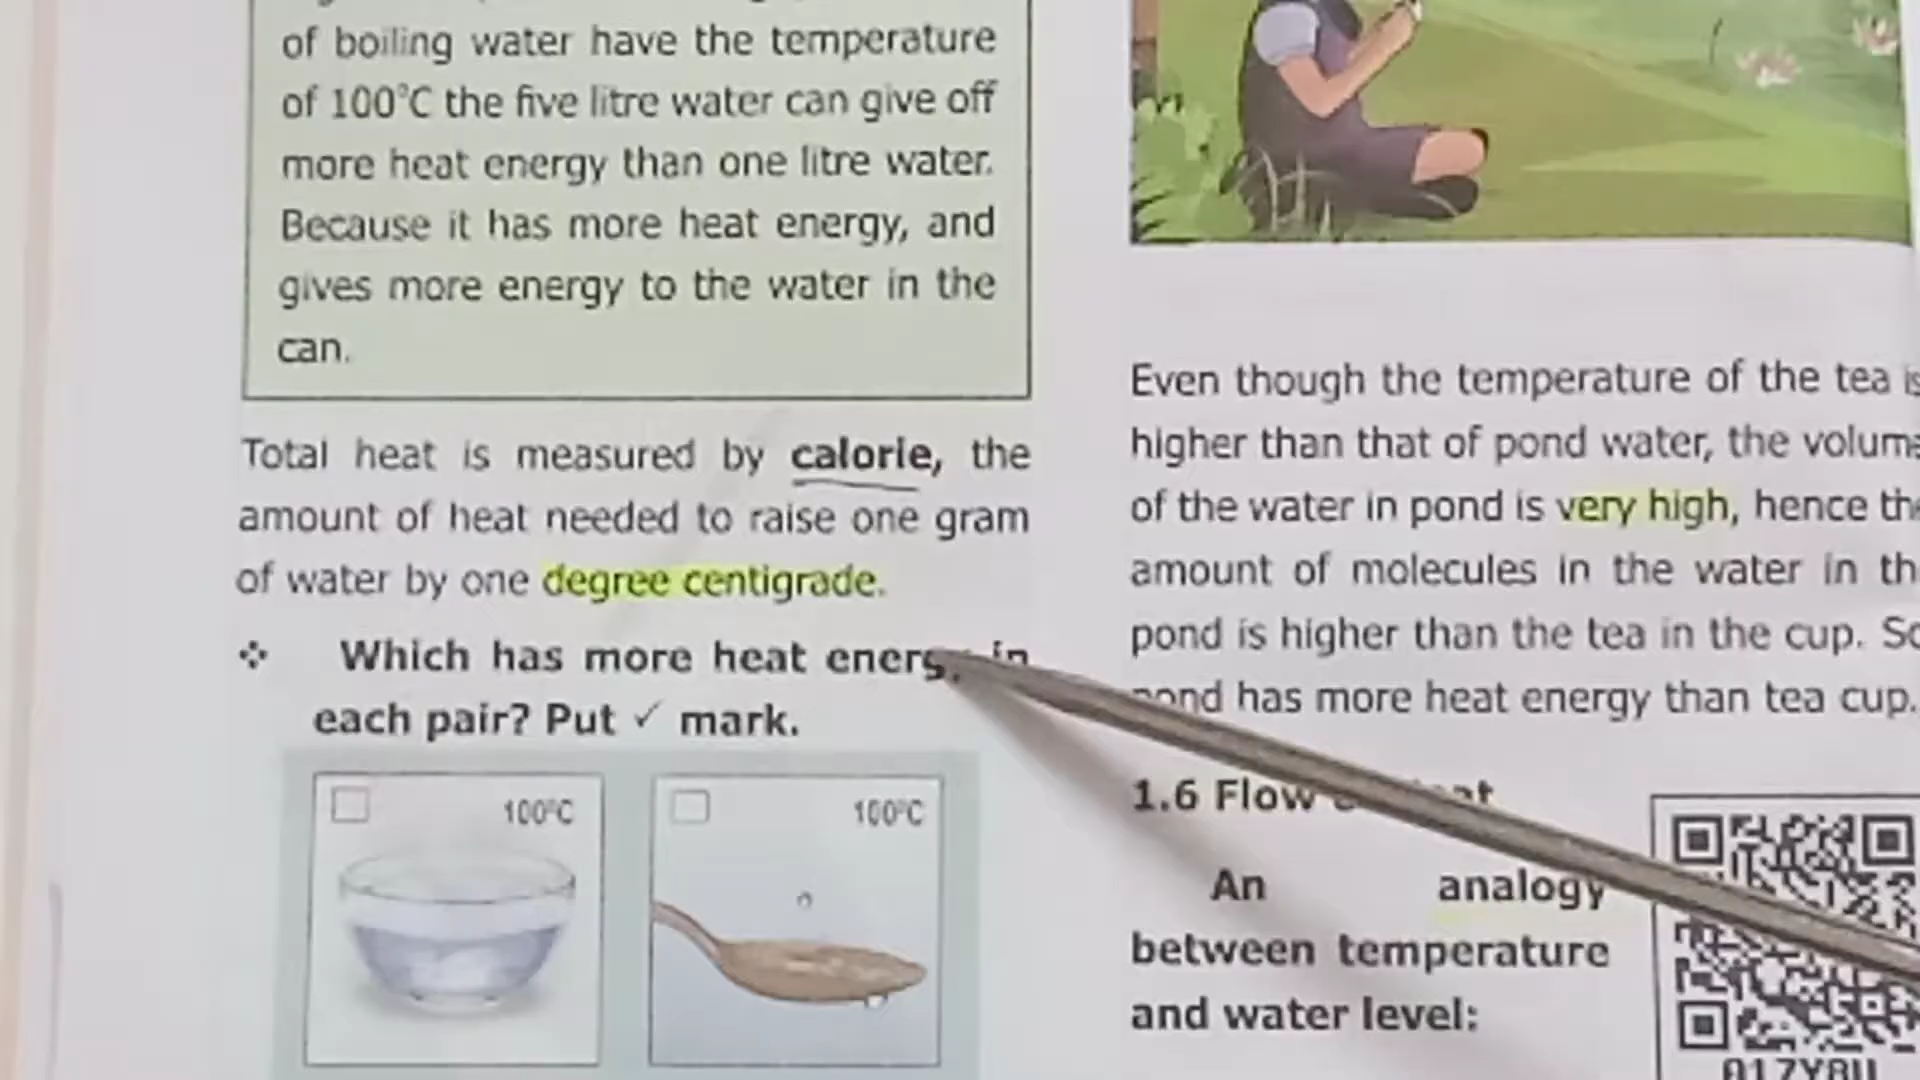 of boiling water have the temperature
of 100°C the five litre water can give off
more heat energy than one litre water.
Because it has more heat energy, and
gives more energy to the water in the
can.
Total heat is measured by calorie, the
amount of heat needed to raise one gram
of water by one degree centigrade.
❖ Which has more heat in
each pair? Put ✓ mark.
100°C
100°C
Even though the temperature of the tea
higher than that of pond water, the
of the water in pond is very high, hence
amount of molecules in the water in
pond is higher than the tea in the cup.
has more heat energy than tea cup.
1.6 Flow
An analogy
between temperature
and water level: